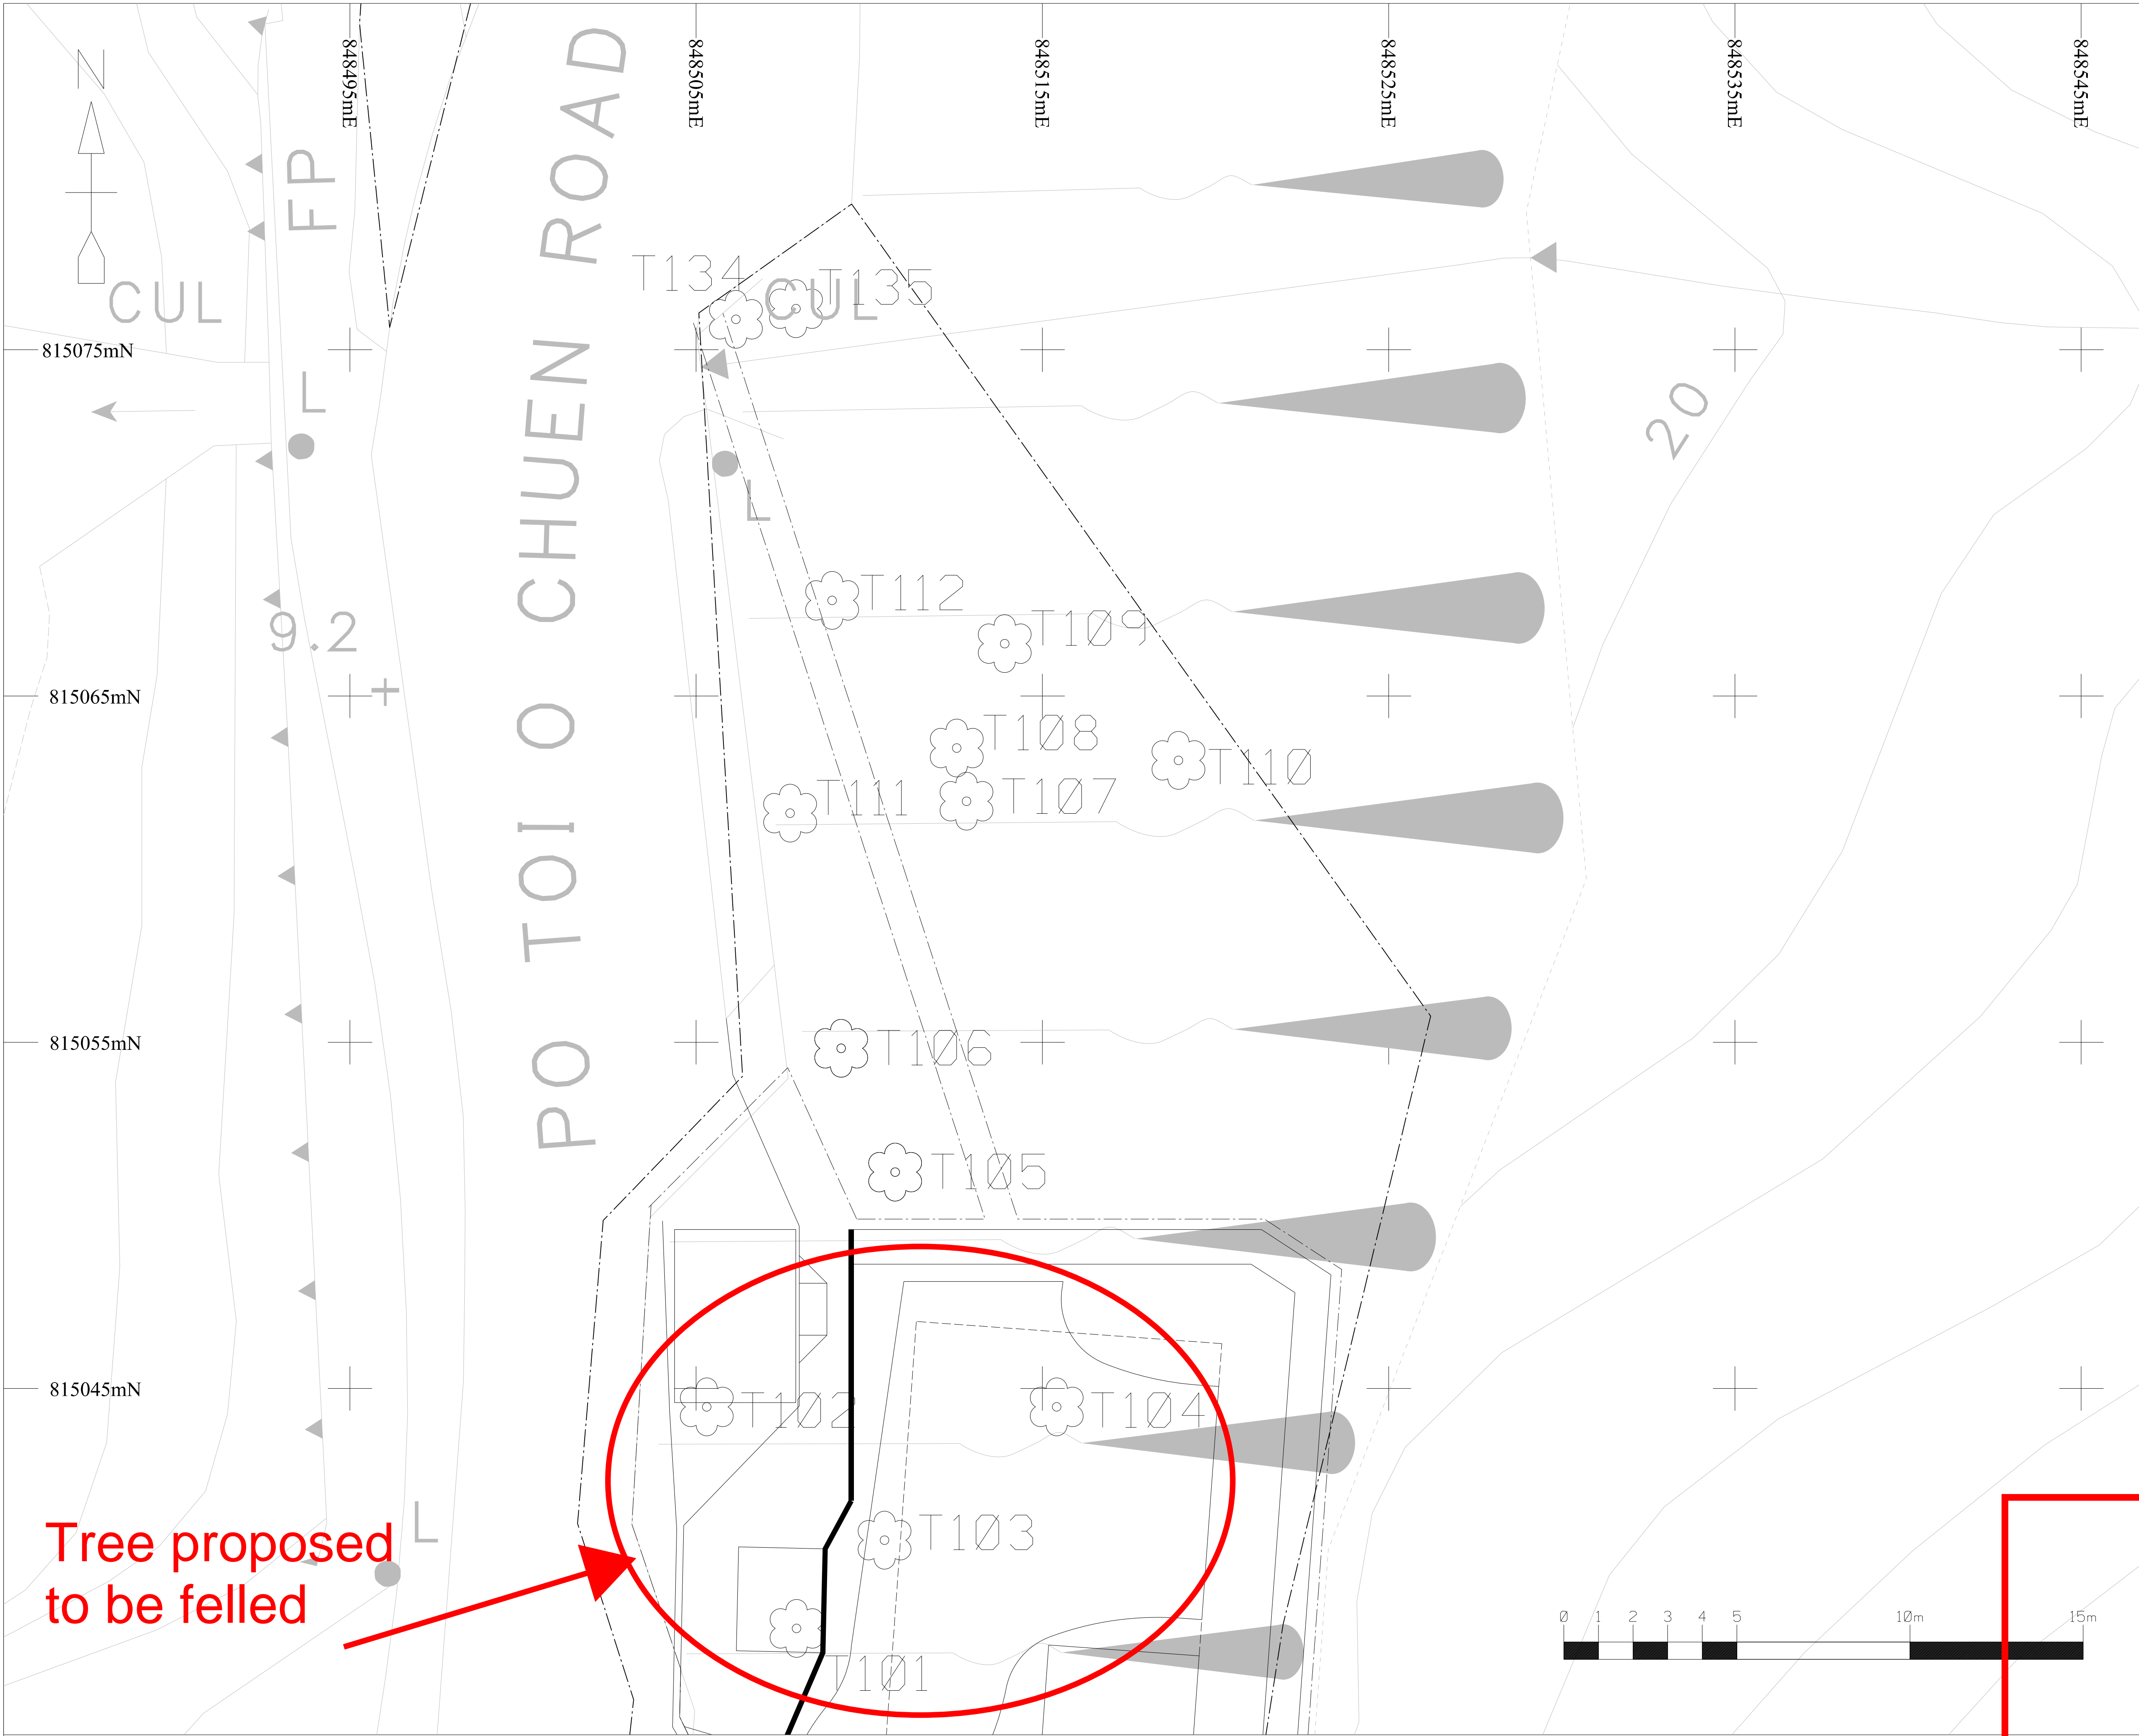 848495mE
848505mE
848515mE
848525mE
848535mE
848545mE
N
FP
PO TOI O CHUEN ROAD
CUL
T134
T135
CUL
815075mN
L
L
20
T112
T109
9.2
815065mN
T108
T110
T111
T107
815055mN
T106
T105
815045mN
T102
T104
L
Tree proposed
to be felled
T103
T101
0 1 2 3 4 5 10m 15m